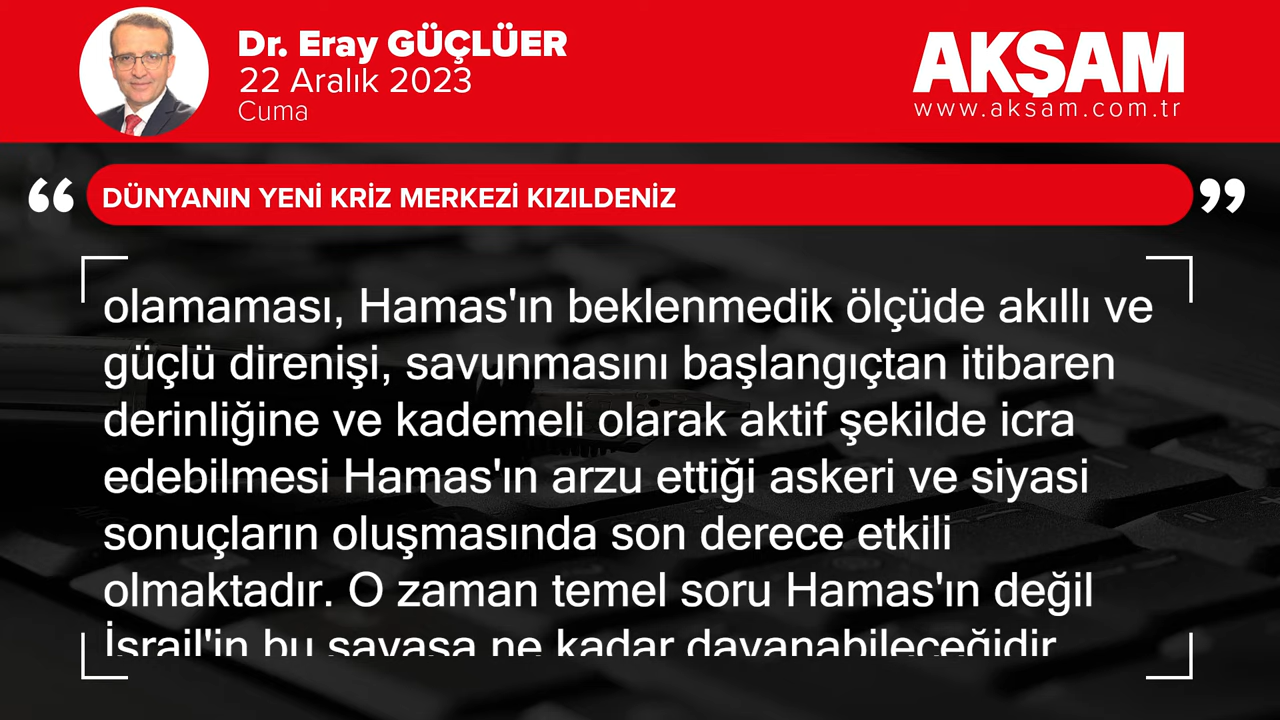 Dr. Eray GÜÇLÜER
22 Aralık 2023
Cuma
AKŞAM
www.aksam.com.tr
“ DÜNYANIN YENİ KRİZ MERKEZİ KIZILDENİZ ”
olamaması, Hamas'ın beklenmedik ölçüde akıllı ve
güçlü direnişi, savunmasını başlangıçtan itibaren
derinliğine ve kademeli olarak aktif şekilde icra
edebilmesi Hamas'ın arzu ettiği askeri ve siyasi
sonuçların oluşmasında son derece etkili
olmaktadır. O zaman temel soru Hamas'ın değil
İsrail'in bu savaşa ne kadar dayanabileceğidir